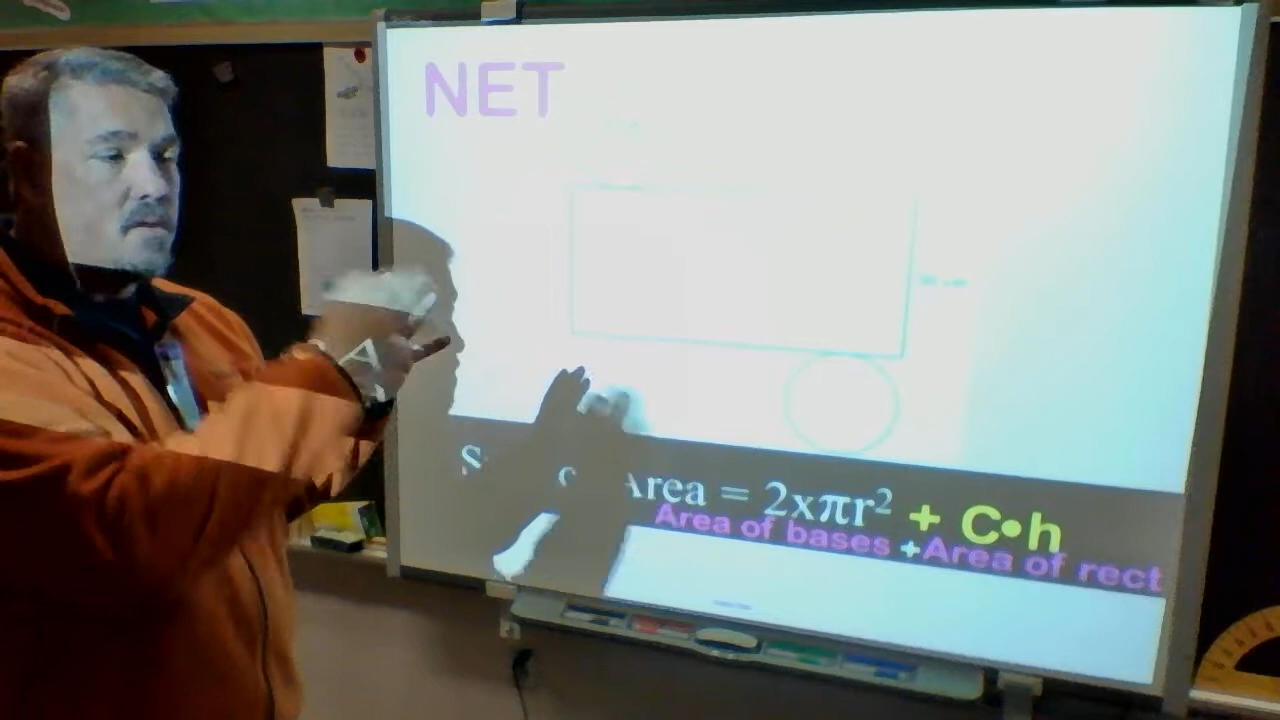 NET
Area = 2xπr² + C•h
Area of bases + Area of rect
A